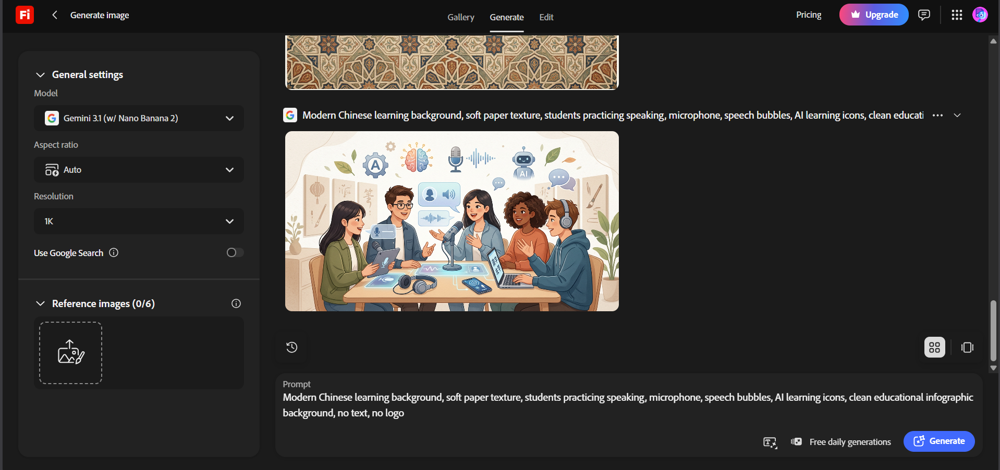 Fi
Generate image
Gallery
Generate
Edit
Pricing
Upgrade
General settings
Model
G
Gemini 3.1 (w/ Nano Banana 2)
Aspect ratio
Auto
Resolution
1K
Use Google Search
Reference images (0/6)
G
Modern Chinese learning background, soft paper texture, students practicing speaking, microphone, speech bubbles, AI learning icons, clean educati
A
AI
Prompt
Modern Chinese learning background, soft paper texture, students practicing speaking, microphone, speech bubbles, AI learning icons, clean educational infographic
background, no text, no logo
Free daily generations
Generate